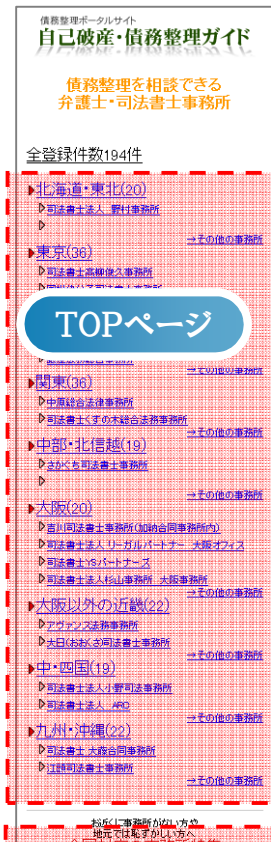 債務整理ポータルサイト
自己破産・債務整理ガイド
債務整理を相談できる
弁護士・司法書士事務所
全登録件数194件
北海道・東北(20)
司法書士法人 野村事務所
→その他の事務所
東京(36)
司法書士高柳俊久事務所
TOPページ
→その他の事務所
関東(36)
中原総合法律事務所
司法書士くすの木総合法務事務所
→その他の事務所
中部・北信越(19)
さかぐち司法書士事務所
→その他の事務所
大阪(20)
吉川司法書士事務所(加納合同事務所内)
司法書士法人 リーガルパートナー 大阪オフィス
司法書士YSパートナーズ
司法書士法人杉山事務所 大阪事務所
→その他の事務所
大阪以外の近畿(22)
アヴァンス法務事務所
大日(おおくさ)司法書士事務所
→その他の事務所
中・四国(19)
司法書士法人小野司法事務所
司法書士法人 ARC
→その他の事務所
九州・沖縄(22)
司法書士 大薩合同事務所
江頭司法書士事務所
→その他の事務所
お近くに事務所がない方や
地元では恥ずかしい方へ